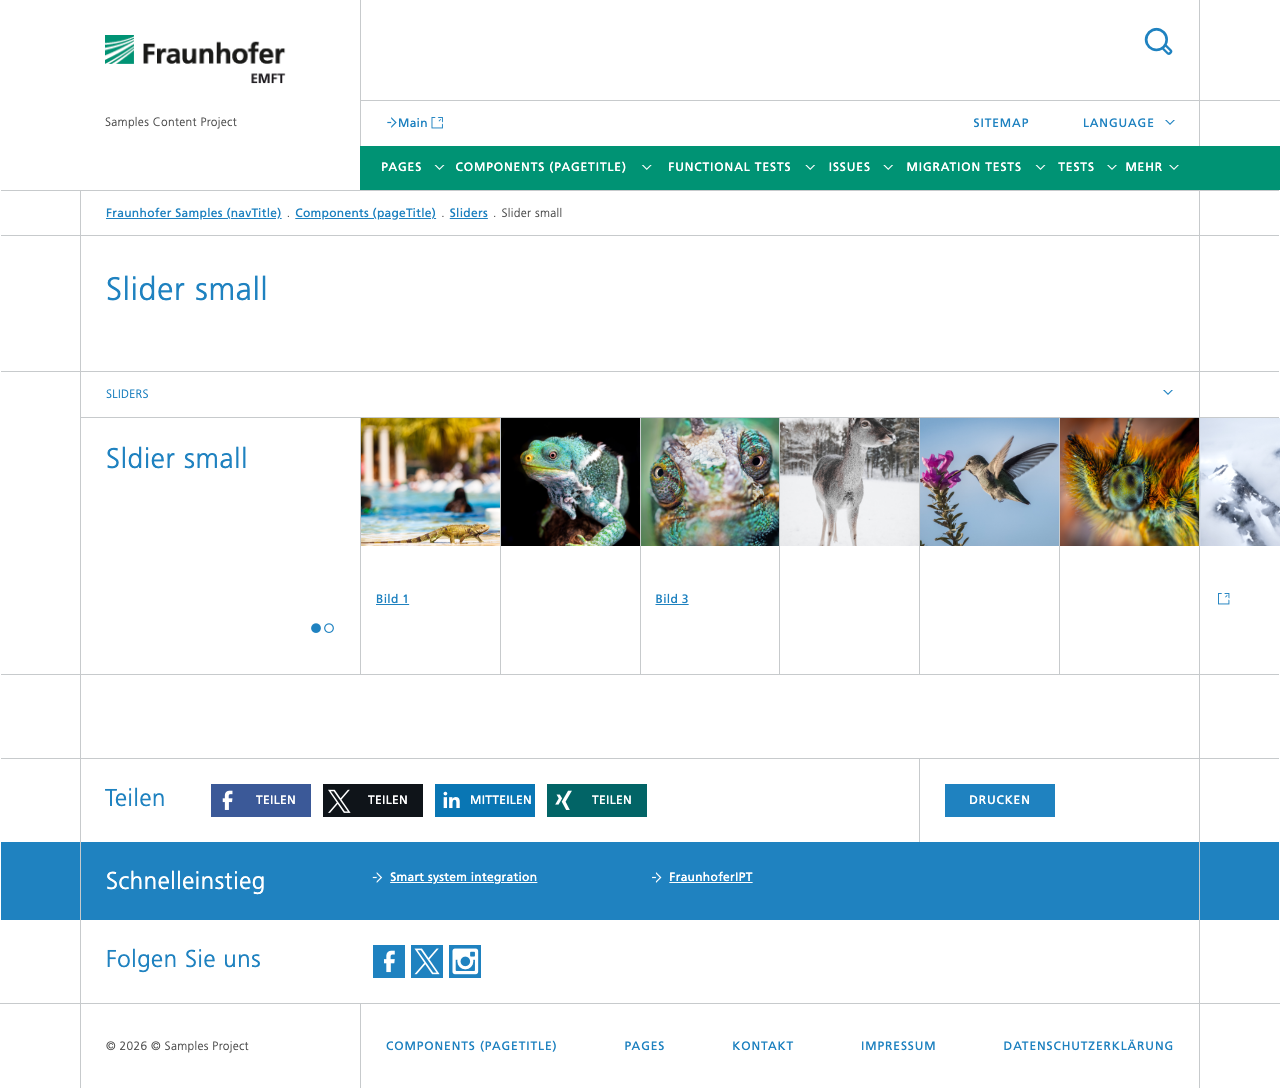 Fraunhofer
EMFT
Samples Content Project
Main
SITEMAP
LANGUAGE
PAGES
COMPONENTS (PAGETITLE)
FUNCTIONAL TESTS
ISSUES
MIGRATION TESTS
TESTS
MEHR
Fraunhofer Samples (navTitle) . Components (pageTitle) . Sliders . Slider small
Slider small
SLIDERS
Sldier small
Bild 1
Bild 3
Teilen
TEILEN
TEILEN
MITTEILEN
TEILEN
DRUCKEN
Schnelleinstieg
Smart system integration
FraunhoferIPT
Folgen Sie uns
© 2026 © Samples Project
COMPONENTS (PAGETITLE)
PAGES
KONTAKT
IMPRESSUM
DATENSCHUTZERKLÄRUNG